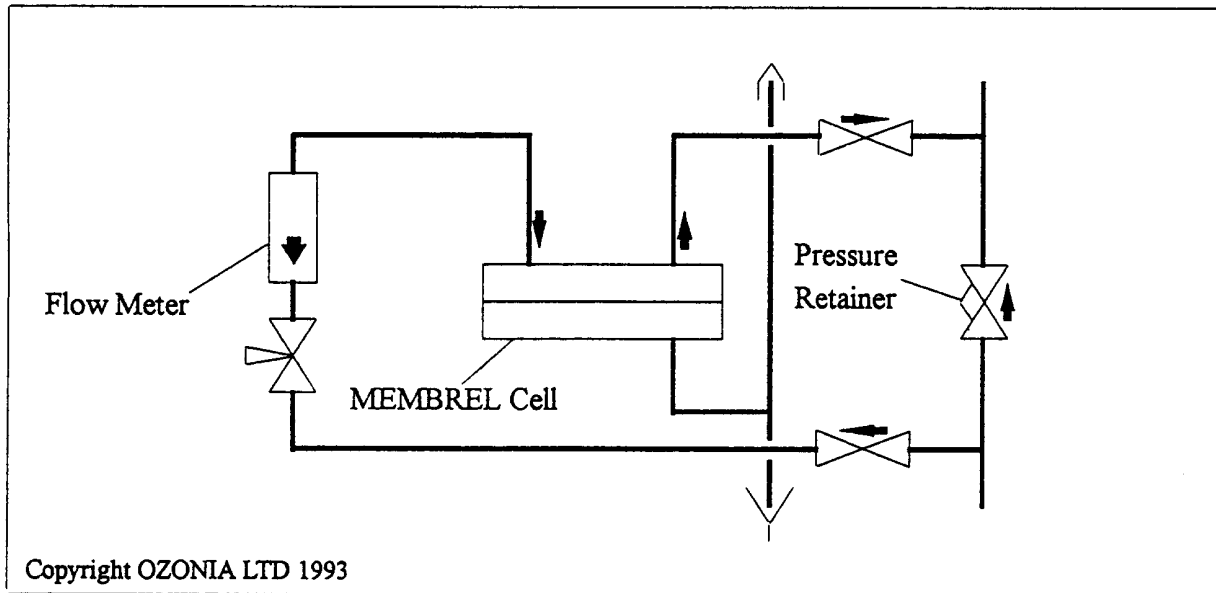 Flow Meter
MEMBREL Cell
Pressure
Retainer
Copyright OZONIA LTD 1993